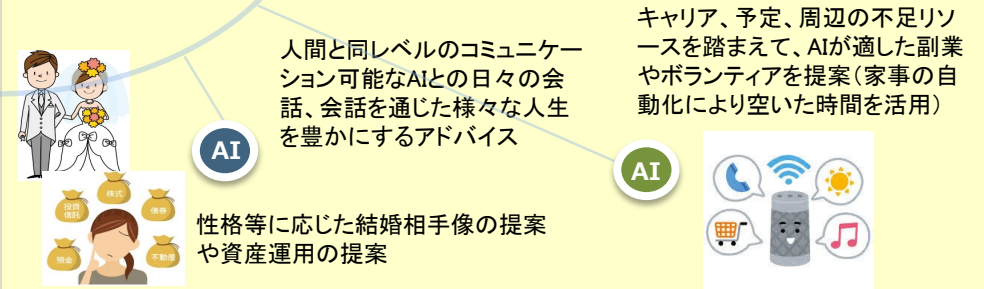 キャリア、予定、周辺の不足リソ
ースを踏まえて、AIが適した副業
やボランティアを提案（家事の自
動化により空いた時間を活用）
人間と同レベルのコミュニケー
ション可能なAIとの日々の会
話、会話を通じた様々な人生
を豊かにするアドバイス
AI
AI
株式
投資
信託
債券
預金
不動産
性格等に応じた結婚相手像の提案
や資産運用の提案